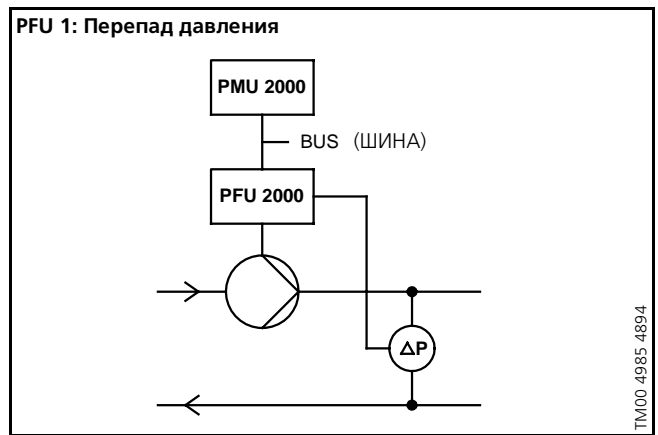 PFU 1: Перепад давления
PMU 2000
BUS (ШИНА)
PFU 2000
ΔP
TM00 4985 4894